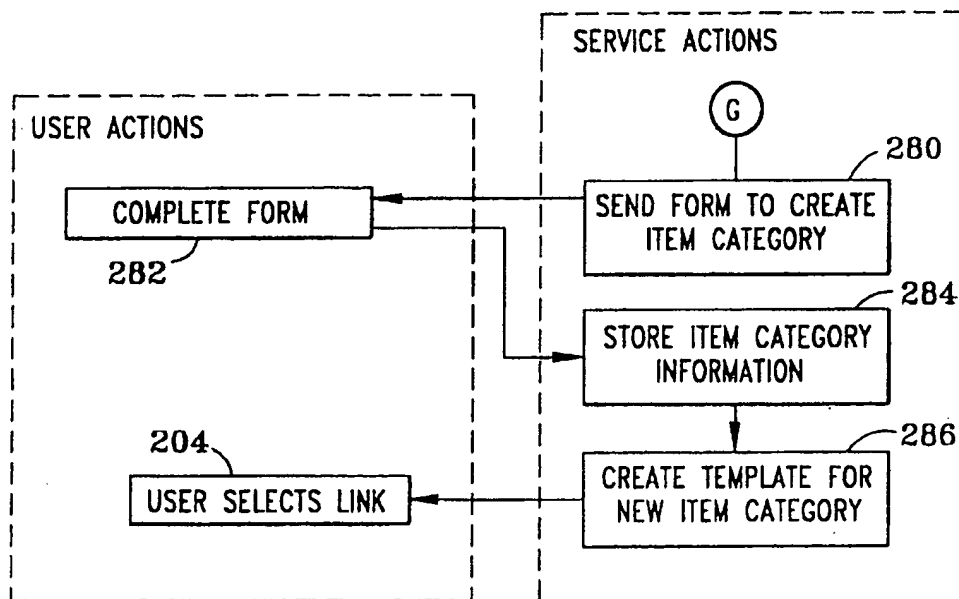 SERVICE ACTIONS
USER ACTIONS
G
280
COMPLETE FORM
SEND FORM TO CREATE
ITEM CATEGORY
282
284
STORE ITEM CATEGORY
INFORMATION
204
286
USER SELECTS LINK
CREATE TEMPLATE FOR
NEW ITEM CATEGORY